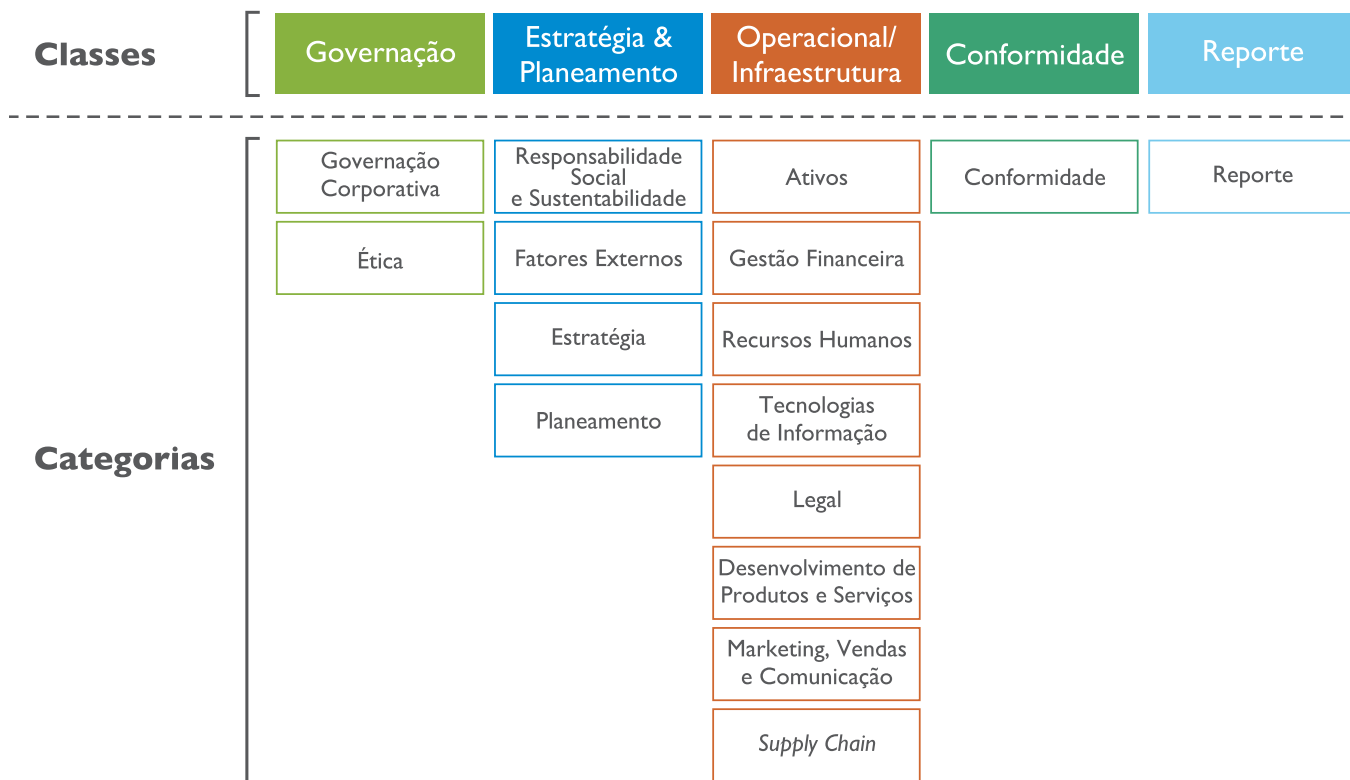 Classes
Governação
Estratégia &
Planeamento
Operacional/
Infraestrutura
Conformidade
Reporte
Categorias
Governação
Corporativa
Ética
Responsabilidade
Social
e Sustentabilidade
Fatores Externos
Estratégia
Planeamento
Ativos
Gestão Financeira
Recursos Humanos
Tecnologias
de Informação
Legal
Desenvolvimento de
Produtos e Serviços
Marketing, Vendas
e Comunicação
Supply Chain
Conformidade
Reporte